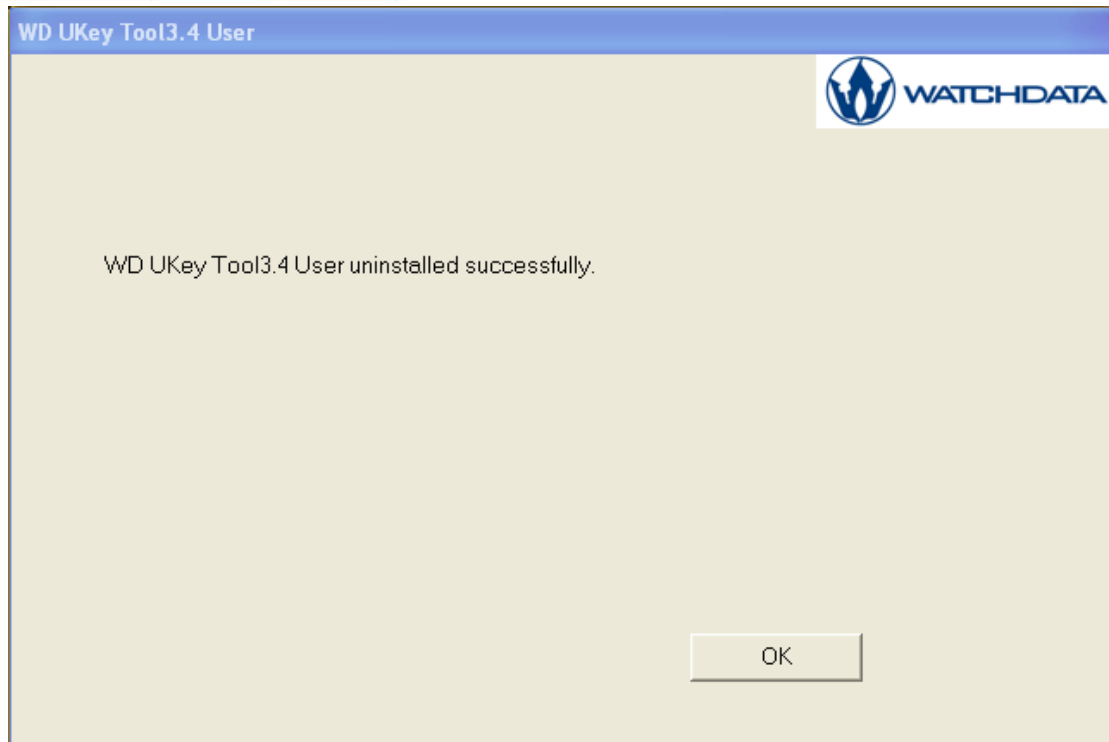 WD UKey Tool3.4 User
WATCHDATA
WD UKey Tool3.4 User uninstalled successfully.
OK